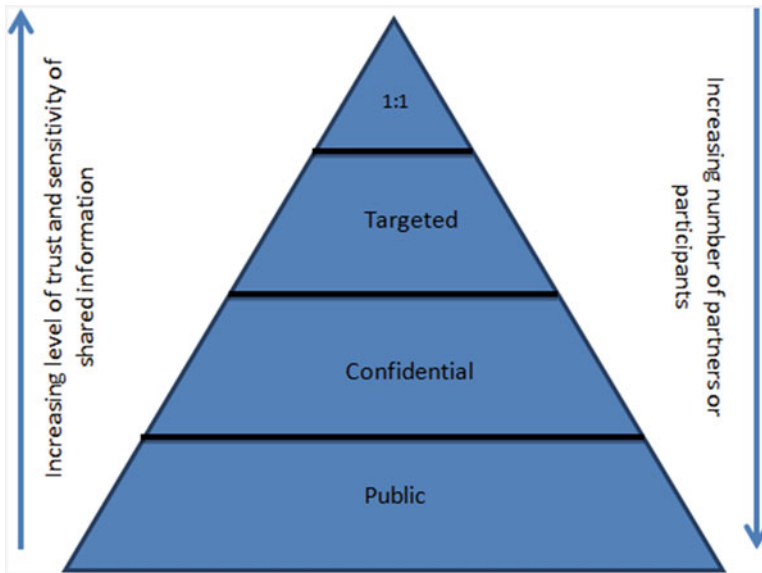 Increasing level of trust and sensitivity of
shared information
1:1
Targeted
Confidential
Public
Increasing number of partners or
participants